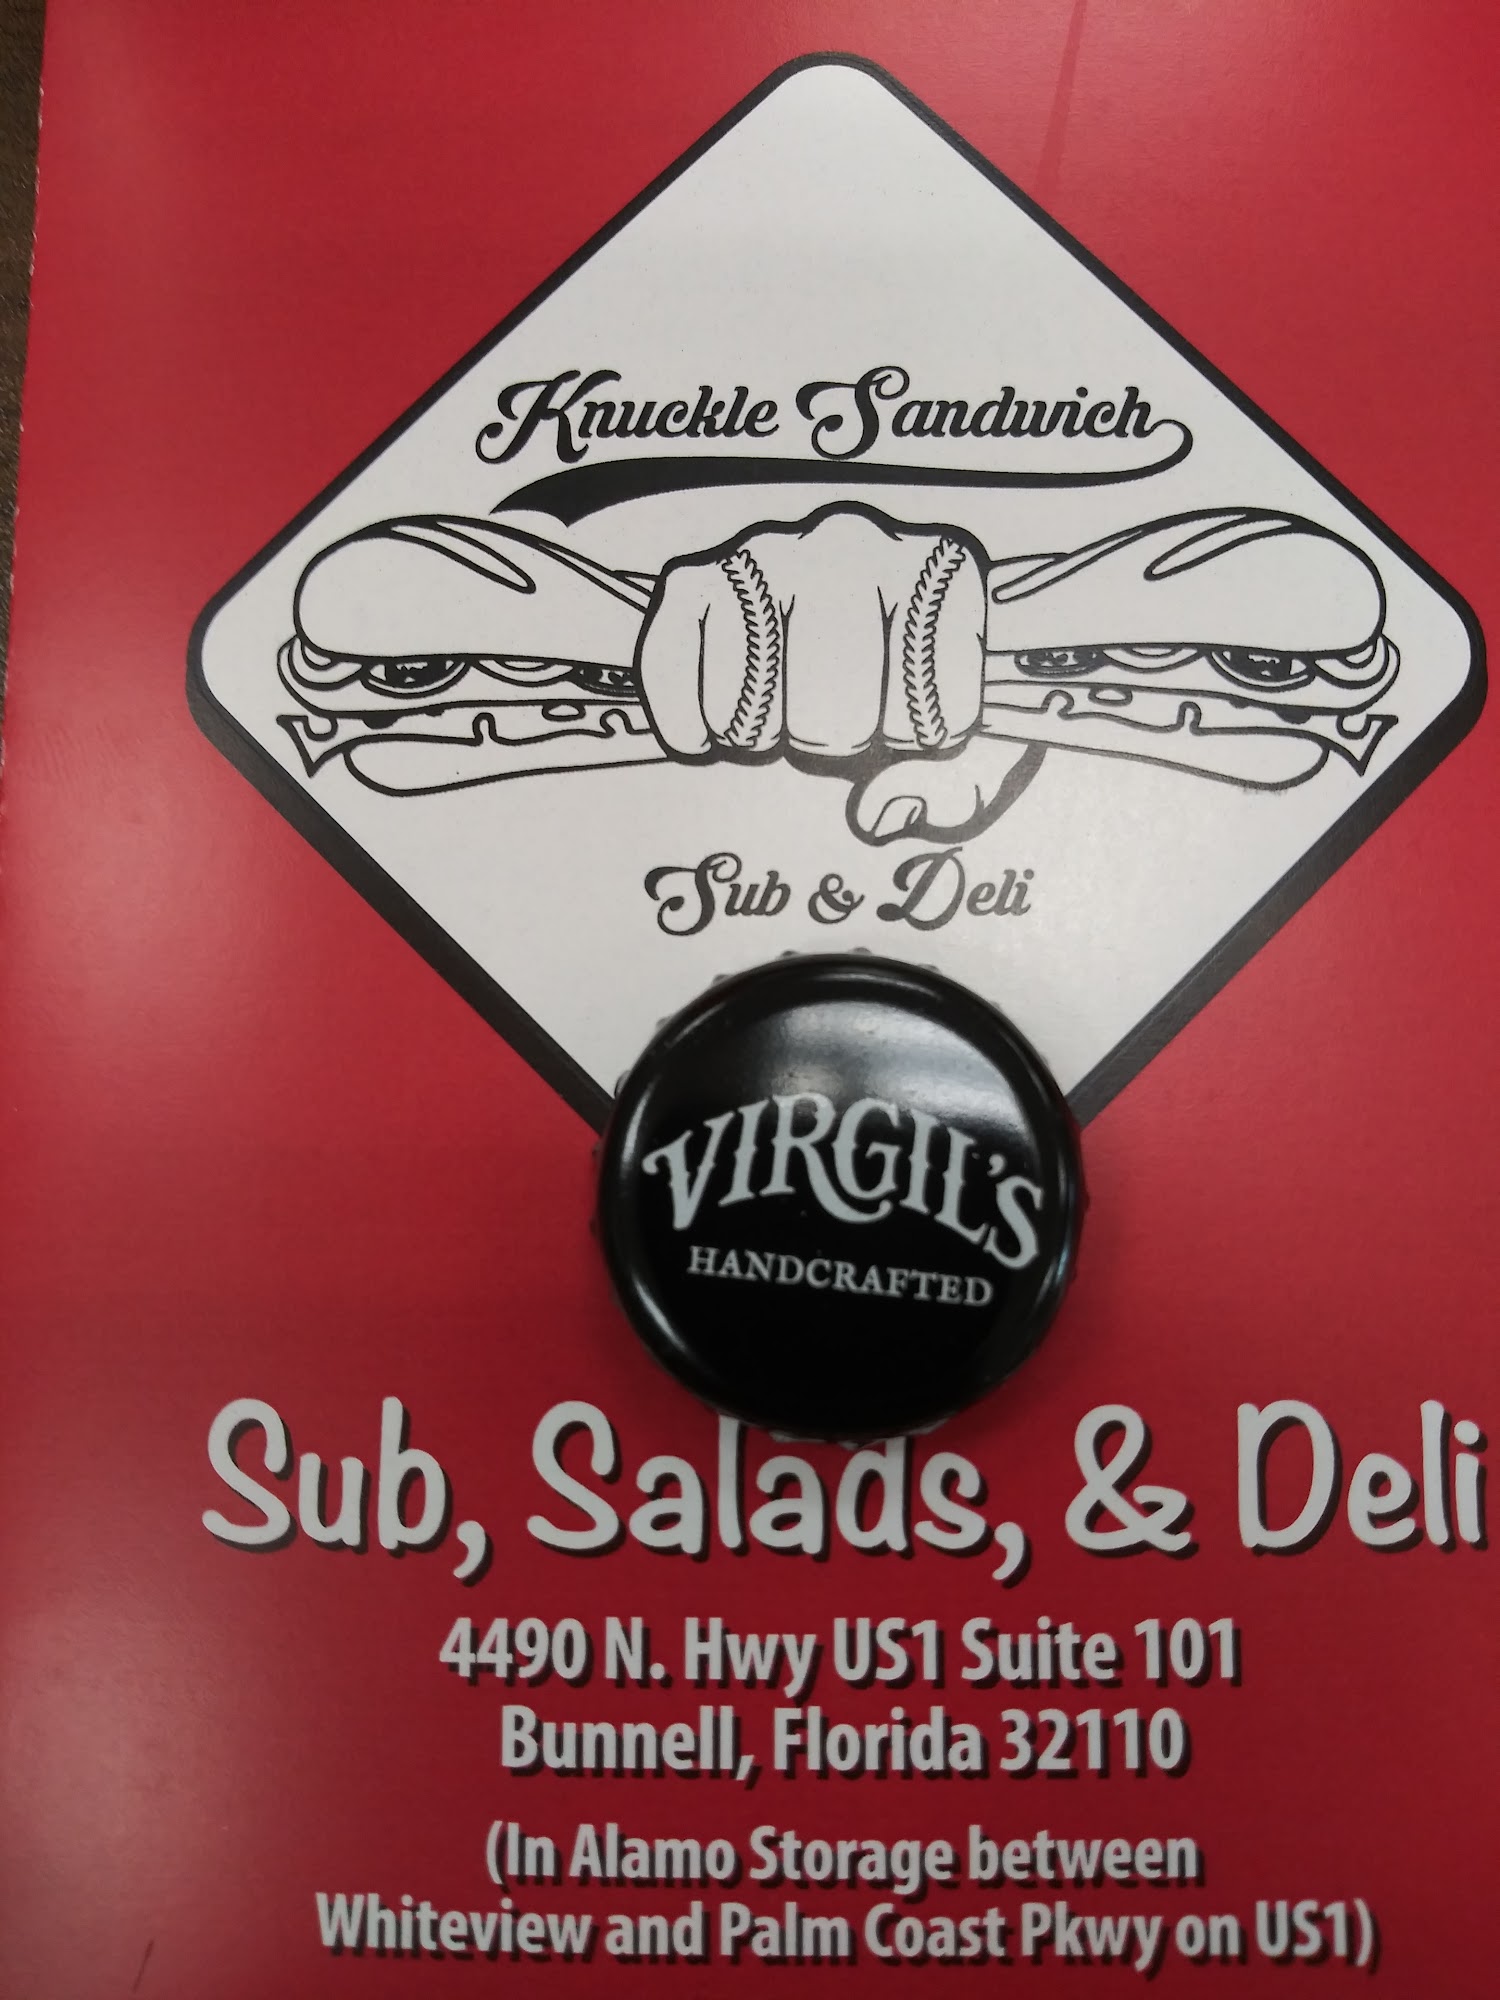 Knuckle Sandwich
Sub & Deli
VIRGIL'S
HANDCRAFTED
Sub, Salads, & Deli
4490 N. Hwy US1 Suite 101
Bunnell, Florida 32110
(In Alamo Storage between
Whiteview and Palm Coast Pkwy on US1)